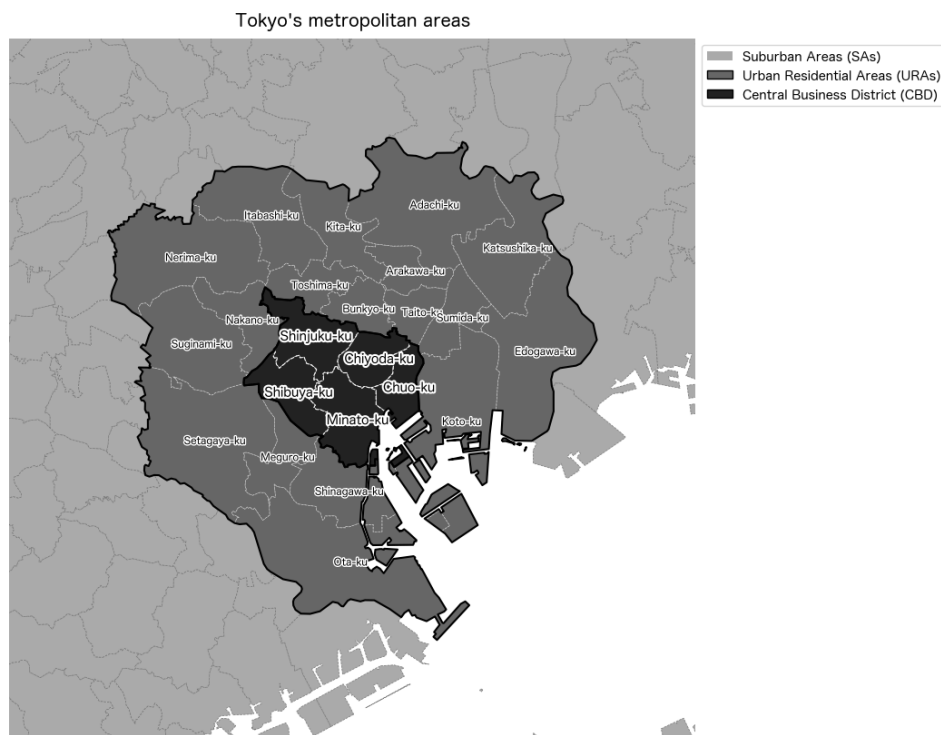 Tokyo's metropolitan areas
Suburban Areas (SAs)
Urban Residential Areas (URAs)
Central Business District (CBD)
Adachi-ku
Itabashi-ku
Kita-ku
Katsushika-ku
Nerima-ku
Arakawa-ku
Toshima-ku
Bunkyo-ku
Taito-ku
Sumida-ku
Nakano-ku
Shinjuku-ku
Suginami-ku
Chiyoda-ku
Edogawa-ku
Shibuya-ku
Chuo-ku
Minato-ku
Koto-ku
Setagaya-ku
Meguro-ku
Shinagawa-ku
Ota-ku